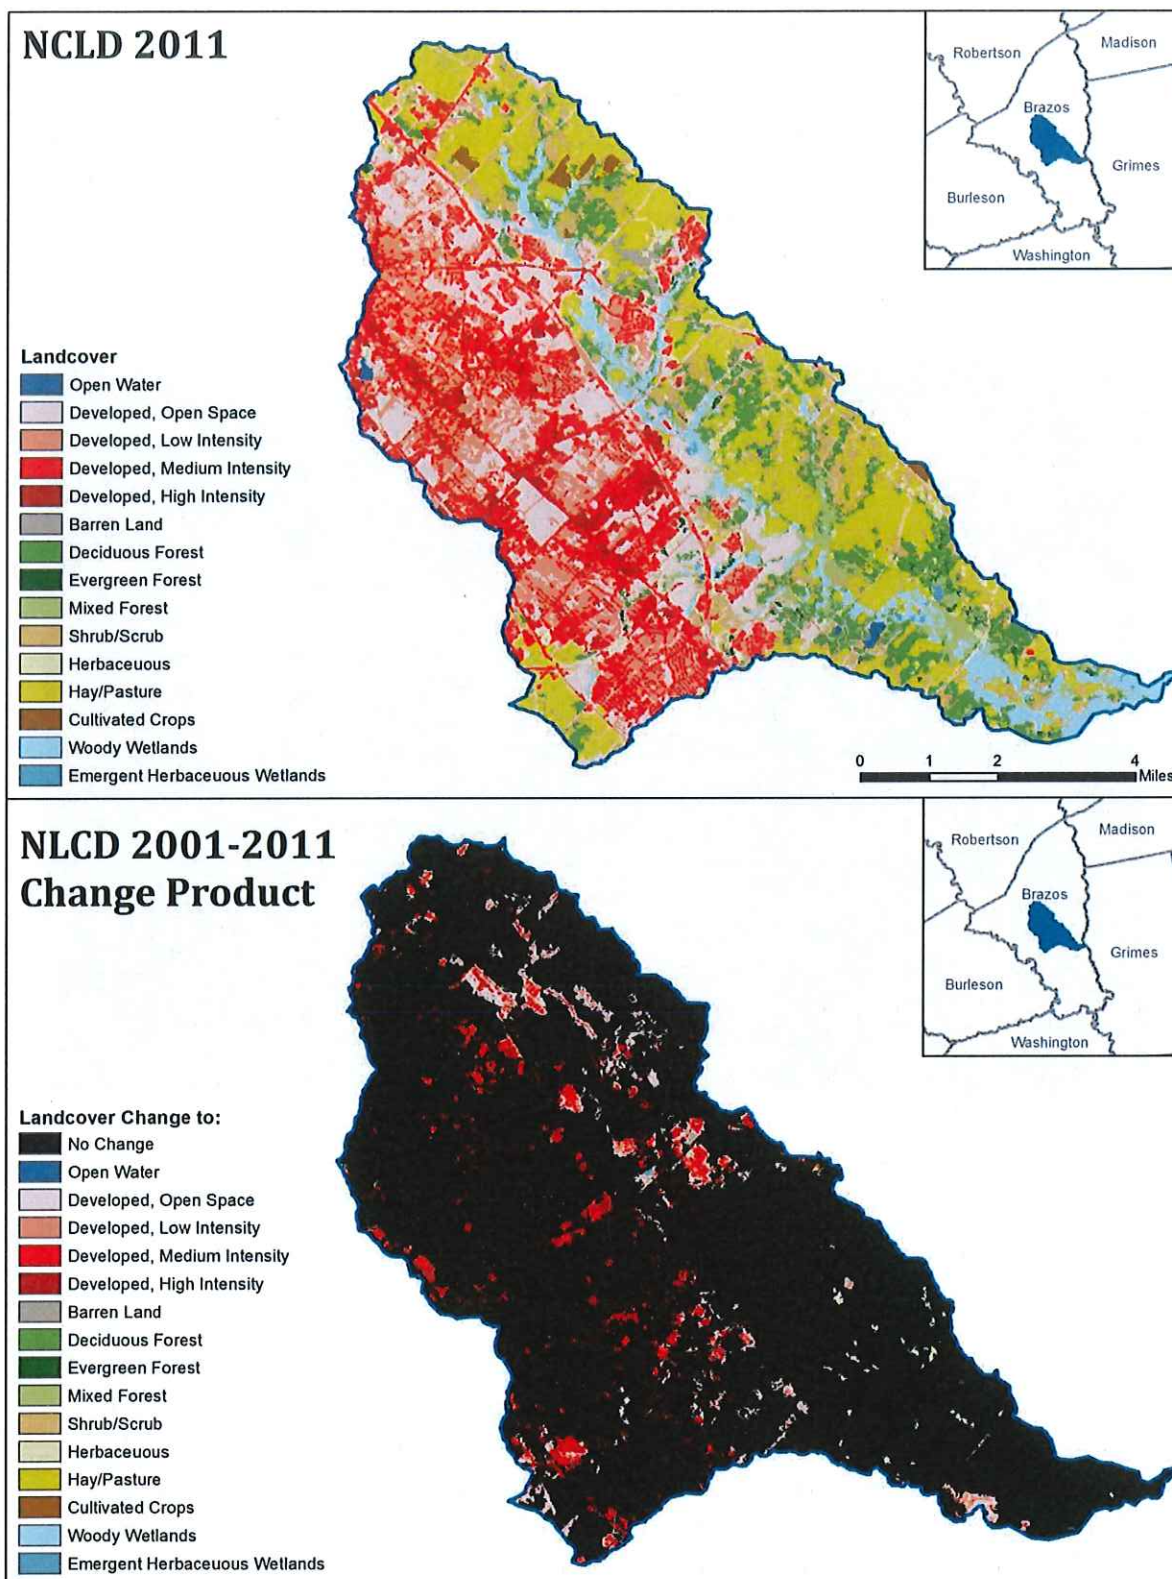 NCLD 2011
Robertson
Madison
Brazos
Grimes
Burleson
Washington
Landcover
Open Water
Developed, Open Space
Developed, Low Intensity
Developed, Medium Intensity
Developed, High Intensity
Barren Land
Deciduous Forest
Evergreen Forest
Mixed Forest
Shrub/Scrub
Herbaceuous
Hay/Pasture
Cultivated Crops
Woody Wetlands
Emergent Herbaceuous Wetlands
0 1 2 4
Miles
NLCD 2001-2011
Change Product
Robertson
Madison
Brazos
Grimes
Burleson
Washington
Landcover Change to:
No Change
Open Water
Developed, Open Space
Developed, Low Intensity
Developed, Medium Intensity
Developed, High Intensity
Barren Land
Deciduous Forest
Evergreen Forest
Mixed Forest
Shrub/Scrub
Herbaceuous
Hay/Pasture
Cultivated Crops
Woody Wetlands
Emergent Herbaceuous Wetlands